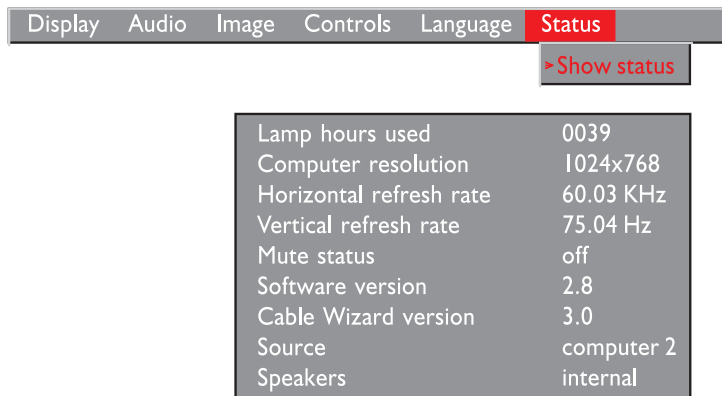 Display Audio Image Controls Language Status
Show status
Lamp hours used 0039
Computer resolution 1024x768
Horizontal refresh rate 60.03 KHz
Vertical refresh rate 75.04 Hz
Mute status off
Software version 2.8
Cable Wizard version 3.0
Source computer 2
Speakers internal